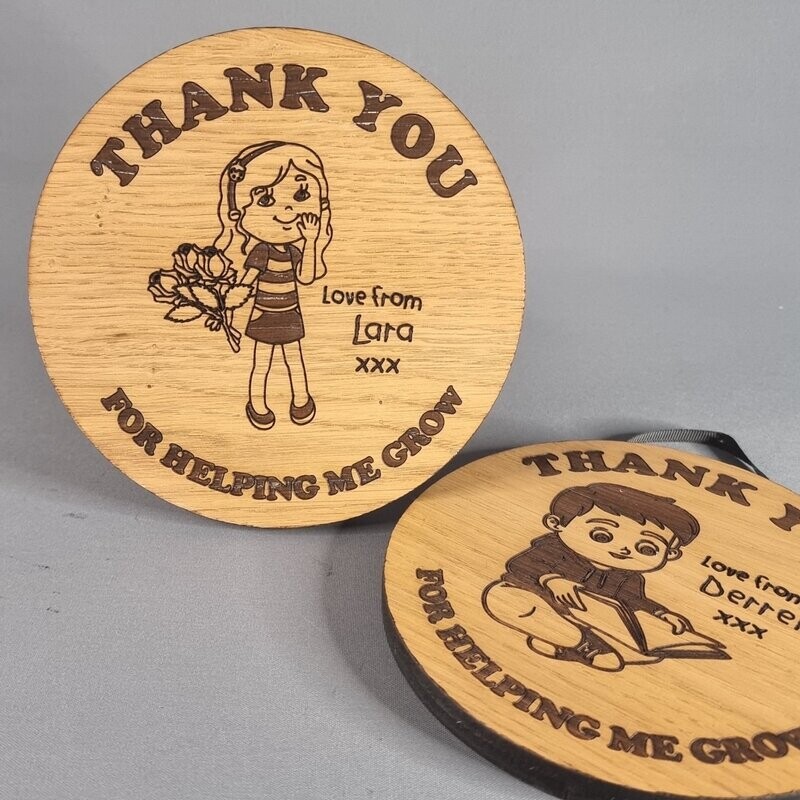 THANK YOU
Love from
Lara
xxx
FOR HELPING ME GROW
THANK
Love from
xxx
FOR HELPING ME GROW
M